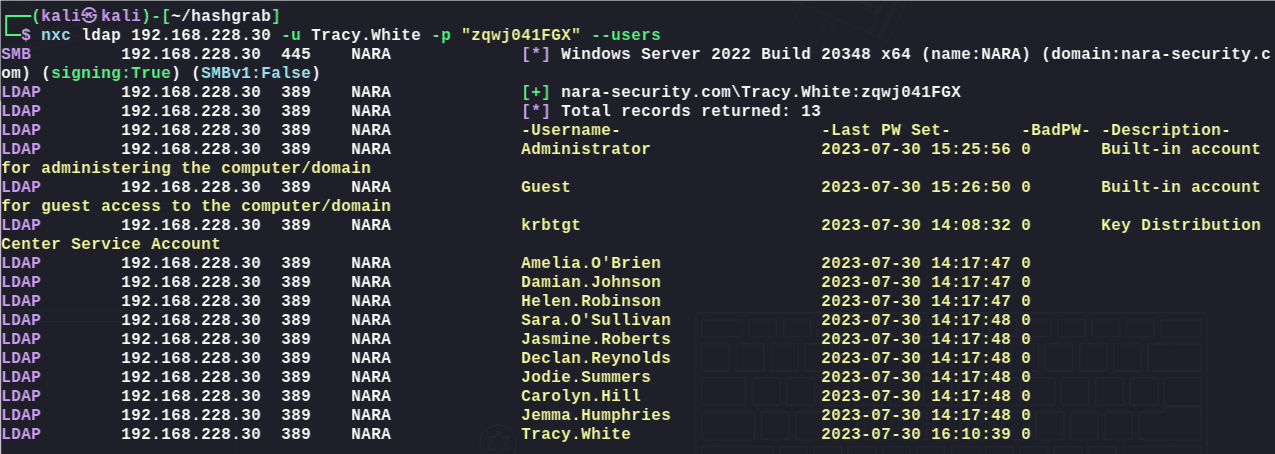 ┌──(kali㉿kali)-[~/hashgrab]
└─$ nxc ldap 192.168.228.30 -u Tracy.White -p "zqwj041FGX" --users
SMB         192.168.228.30  445    NARA             [*] Windows Server 2022 Build 20348 x64 (name:NARA) (domain:nara-security.c
om) (signing:True) (SMBv1:False)
LDAP        192.168.228.30  389    NARA             [+] nara-security.com\Tracy.White:zqwj041FGX
LDAP        192.168.228.30  389    NARA             [*] Total records returned: 13
LDAP        192.168.228.30  389    NARA             -Username-                    -Last PW Set-       -BadPW- -Description-
LDAP        192.168.228.30  389    NARA             Administrator                 2023-07-30 15:25:56 0       Built-in account
for administering the computer/domain
LDAP        192.168.228.30  389    NARA             Guest                         2023-07-30 15:26:50 0       Built-in account
for guest access to the computer/domain
LDAP        192.168.228.30  389    NARA             krbtgt                        2023-07-30 14:08:32 0       Key Distribution
Center Service Account
LDAP        192.168.228.30  389    NARA             Amelia.O'Brien                2023-07-30 14:17:47 0
LDAP        192.168.228.30  389    NARA             Damian.Johnson                2023-07-30 14:17:47 0
LDAP        192.168.228.30  389    NARA             Helen.Robinson                2023-07-30 14:17:47 0
LDAP        192.168.228.30  389    NARA             Sara.O'Sullivan               2023-07-30 14:17:48 0
LDAP        192.168.228.30  389    NARA             Jasmine.Roberts               2023-07-30 14:17:48 0
LDAP        192.168.228.30  389    NARA             Declan.Reynolds               2023-07-30 14:17:48 0
LDAP        192.168.228.30  389    NARA             Jodie.Summers                 2023-07-30 14:17:48 0
LDAP        192.168.228.30  389    NARA             Carolyn.Hill                  2023-07-30 14:17:48 0
LDAP        192.168.228.30  389    NARA             Jemma.Humphries               2023-07-30 14:17:48 0
LDAP        192.168.228.30  389    NARA             Tracy.White                   2023-07-30 16:10:39 0